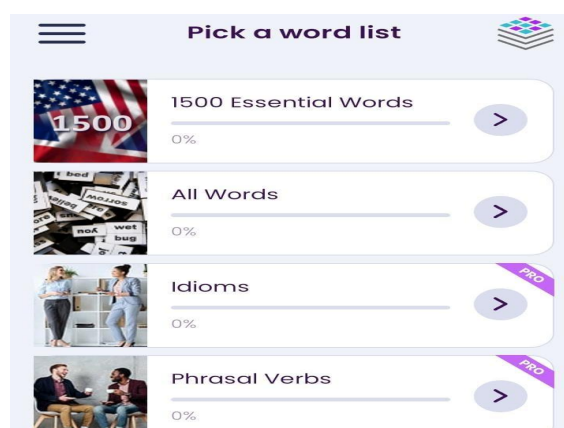 Pick a word list
1500
1500 Essential Words
>
0%
bed
sorrow
wet
bug
All Words
>
0%
PRO
Idioms
>
0%
PRO
Phrasal Verbs
>
0%